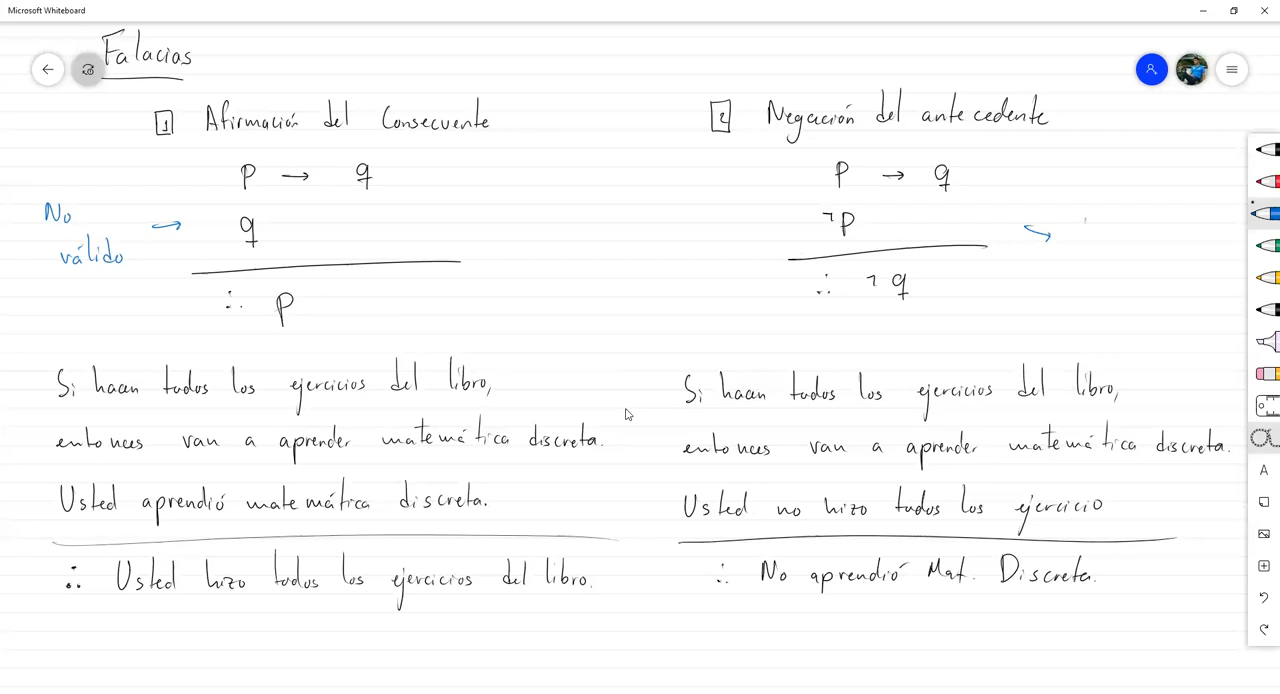 Microsoft Whiteboard
Falacias
1 Afirmación del Consecuente
p → q
No válido → q
∴ p
Si hacen todos los ejercicios del libro,
entonces van a aprender matemática discreta.
Usted aprendió matemática discreta.
∴ Usted hizo todos los ejercicios del libro.
2 Negación del antecedente
p → q
¬p →
∴ ¬q
Si hacen todos los ejercicios del libro,
entonces van a aprender matemática discreta.
Usted no hizo todos los ejercicio
∴ No aprendió Mat. Discreta.
A